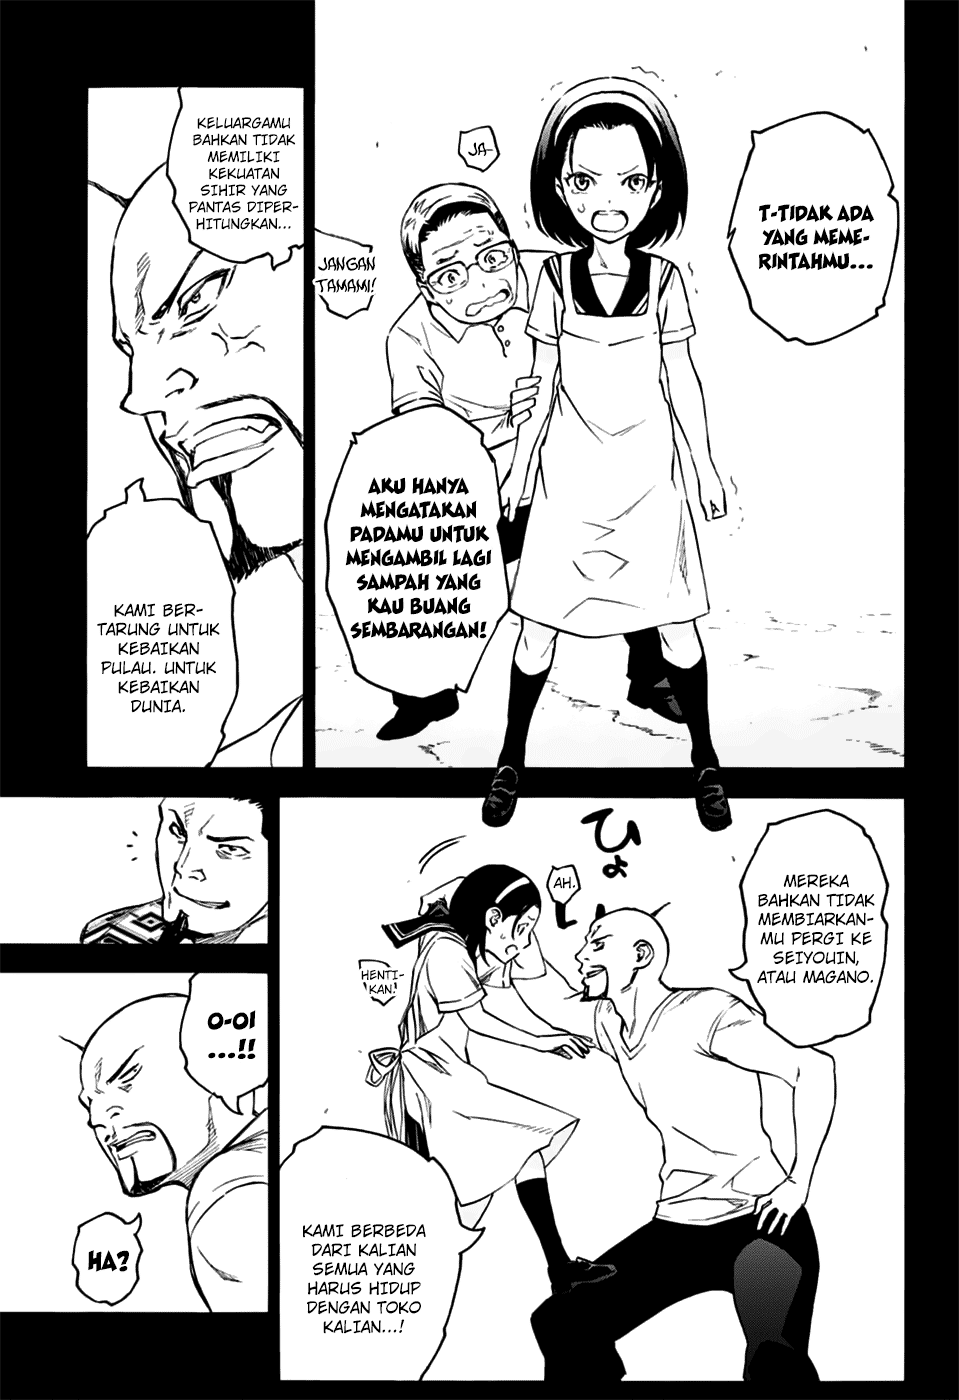 T-TIDAK ADA
YANG MEME-
RINTAHMU...
JA-
JANGAN
TAMAMI!
AKU HANYA
MENGATAKAN
PADAMU UNTUK
MENGAMBIL LAGI
SAMPAH YANG
KAU BUANG
SEMBARANGAN!
KELUARGAMU
BAHKAN TIDAK
MEMILIKI
KEKUATAN
SIHIR YANG
PANTAS DIPER-
HITUNGKAN...
KAMI BER-
TARUNG UNTUK
KEBAIKAN
PULAU. UNTUK
KEBAIKAN
DUNIA.
MEREKA
BAHKAN TIDAK
MEMBIARKAN-
MU PERGI KE
SEIYOUIN,
ATAU MAGANO.
ひょ
AH.
HENTI-
KAN!
KAMI BERBEDA
DARI KALIAN
SEMUA YANG
HARUS HIDUP
DENGAN TOKO
KALIAN...!
O-OI
...!!
HA?